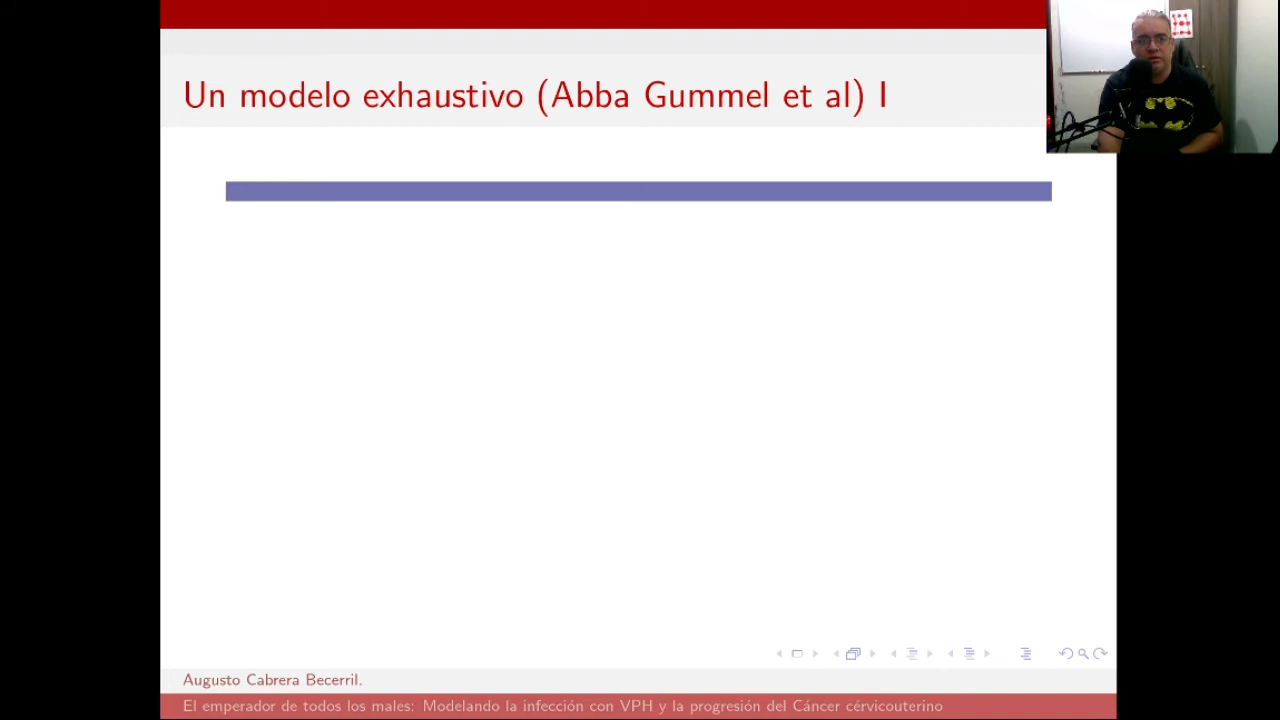 Un modelo exhaustivo (Abba Gummel et al) I
Augusto Cabrera Becerril.
El emperador de todos los males: Modelando la infección con VPH y la progresión del Cáncer cérvicouterino